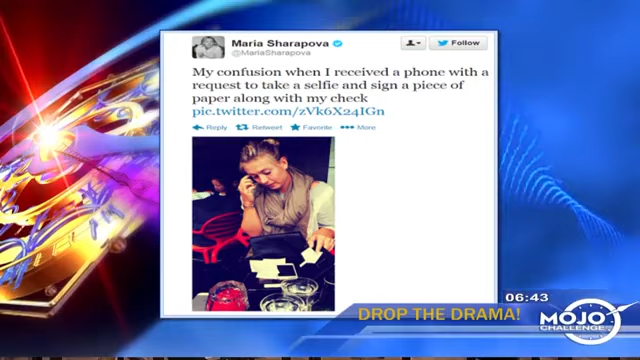 Maria Sharapova
@MariaSharapova
Follow
My confusion when I received a phone with a
request to take a selfie and sign a piece of
paper along with my check
pic.twitter.com/zVk6X24IGn
Reply Retweet Favorite More
06:43
DROP THE DRAMA!
MOJO
CHALLENGE